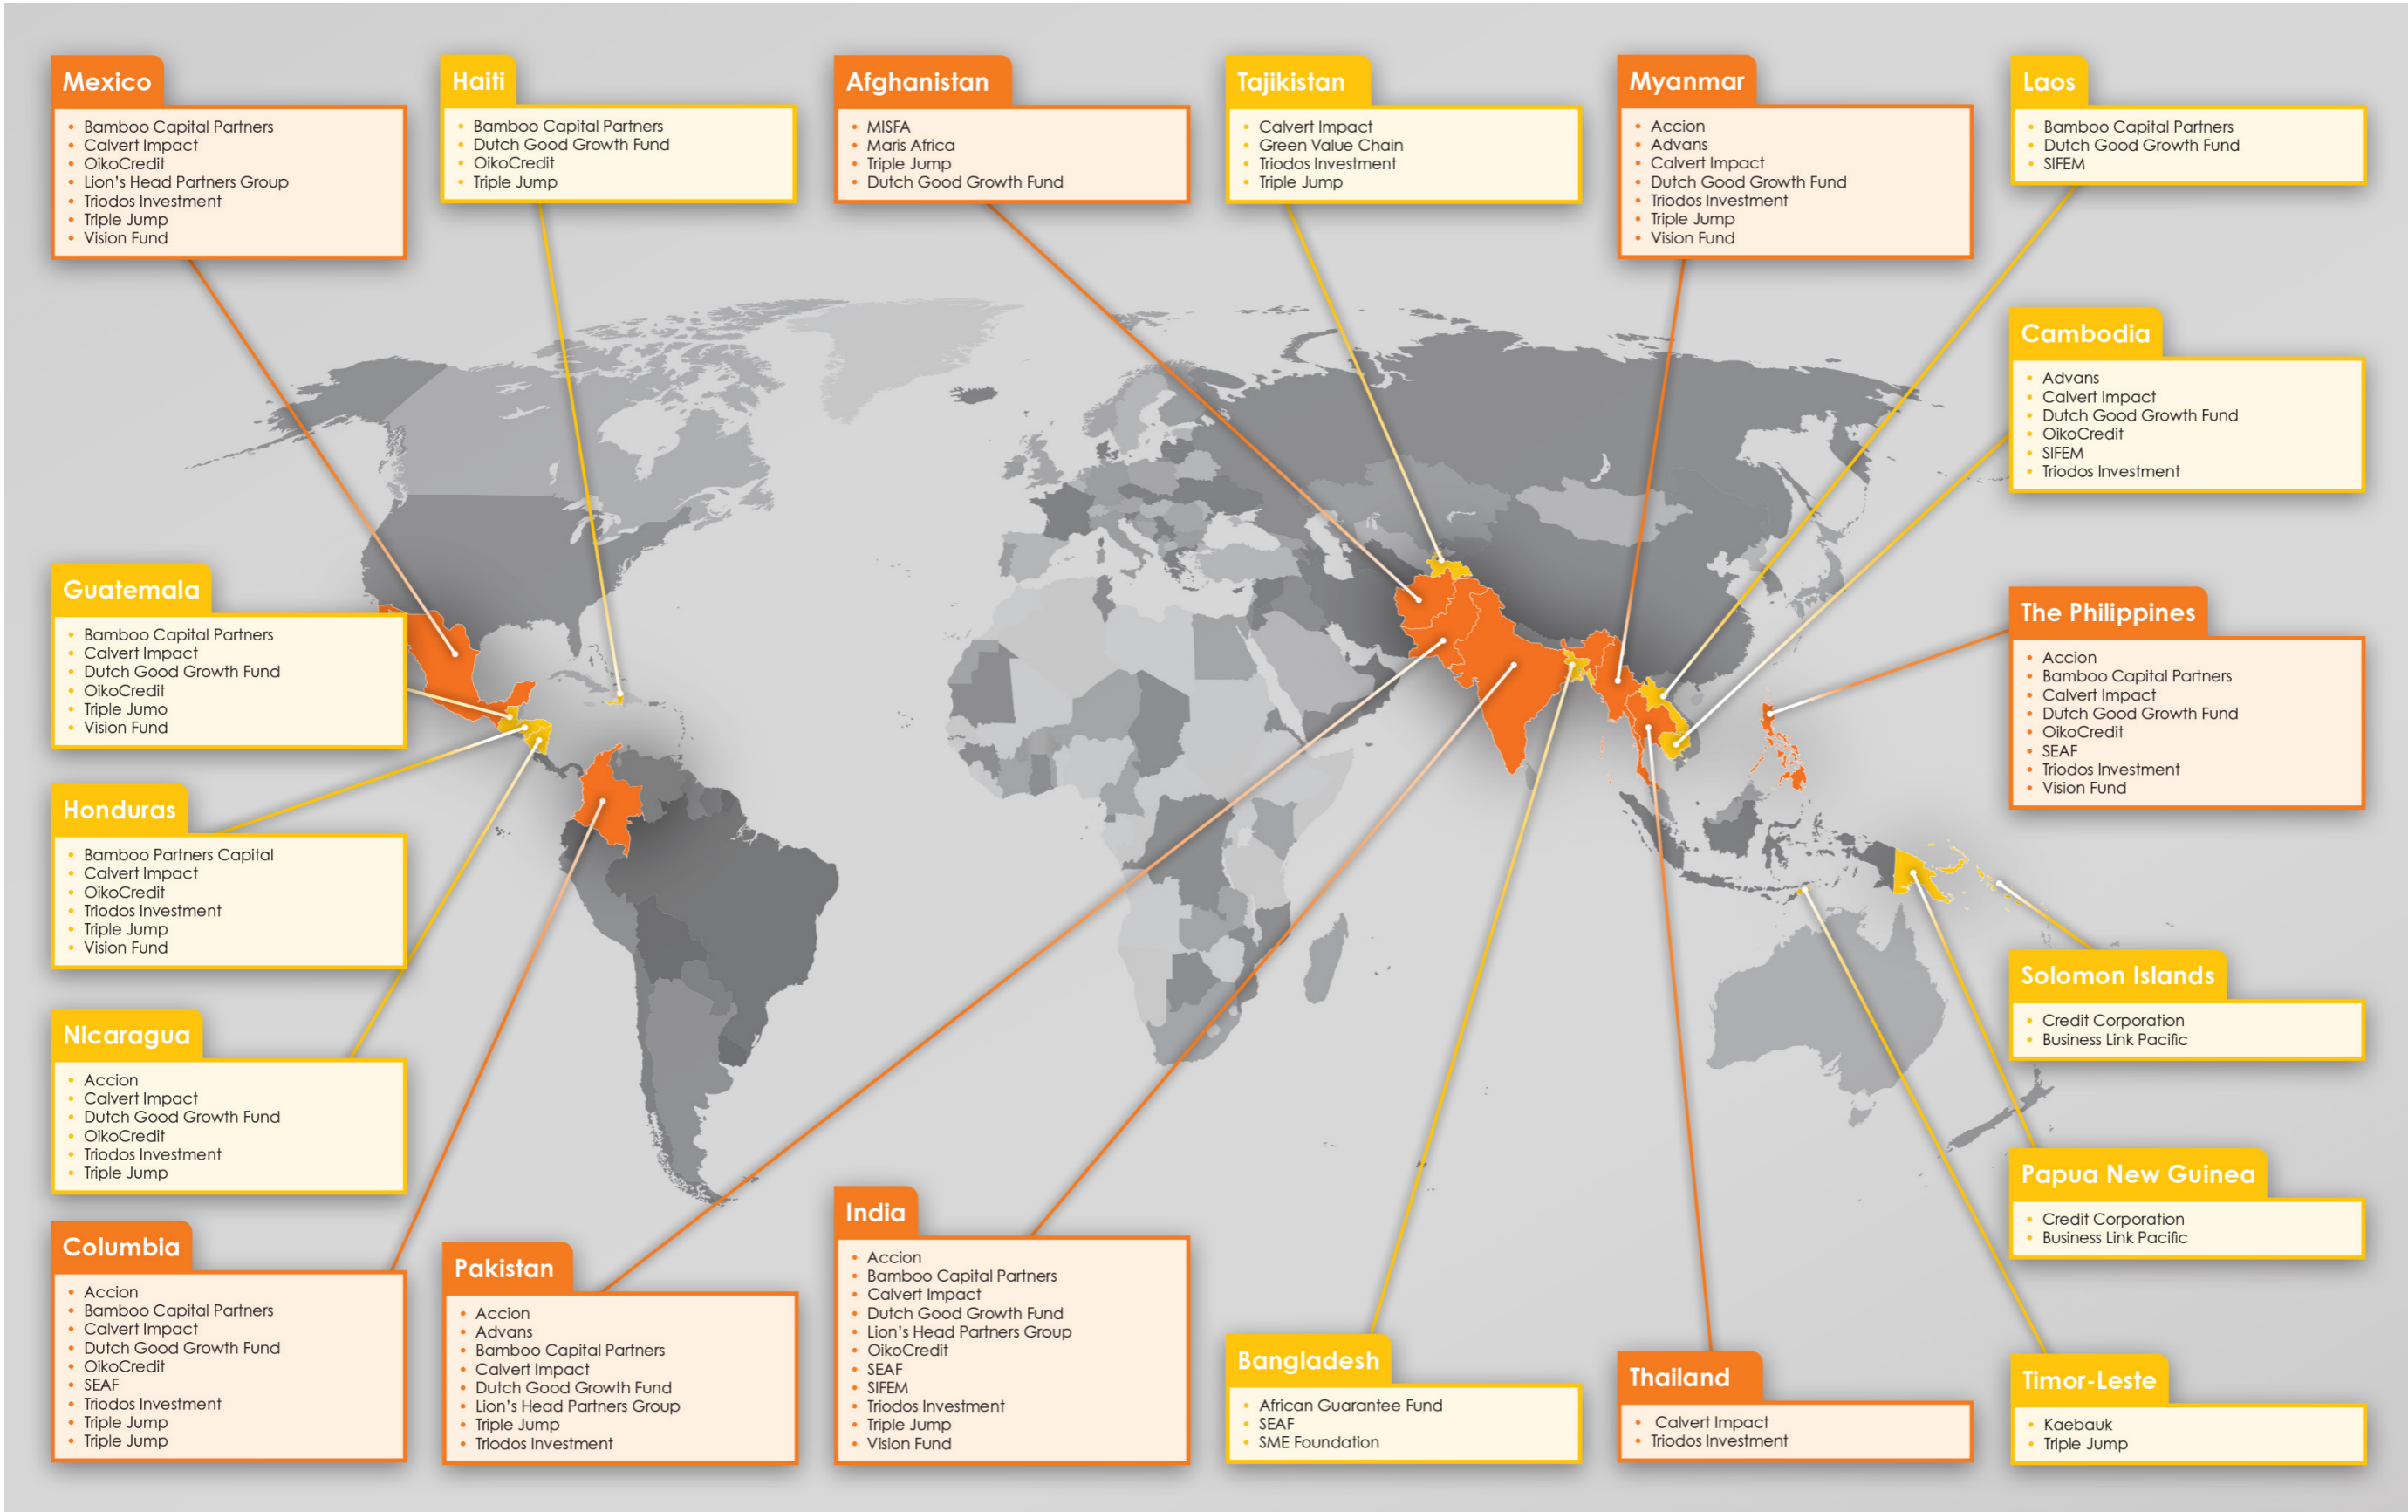 Mexico
Bamboo Capital Partners
Calvert Impact
OikoCredit
Lion's Head Partners Group
Triodos Investment
Triple Jump
Vision Fund
Haiti
Bamboo Capital Partners
Dutch Good Growth Fund
OikoCredit
Triple Jump
Afghanistan
MISFA
Maris Africa
Triple Jump
Dutch Good Growth Fund
Tajikistan
Calvert Impact
Green Value Chain
Triodos Investment
Triple Jump
Myanmar
Accion
Advans
Calvert Impact
Dutch Good Growth Fund
Triodos Investment
Triple Jump
Vision Fund
Laos
Bamboo Capital Partners
Dutch Good Growth Fund
SIFEM
Cambodia
Advans
Calvert Impact
Dutch Good Growth Fund
OikoCredit
SIFEM
Triodos Investment
Guatemala
Bamboo Capital Partners
Calvert Impact
Dutch Good Growth Fund
OikoCredit
Triple Jumo
Vision Fund
The Philippines
Accion
Bamboo Capital Partners
Calvert Impact
Dutch Good Growth Fund
OikoCredit
SEAF
Triodos Investment
Vision Fund
Honduras
Bamboo Partners Capital
Calvert Impact
OikoCredit
Triodos Investment
Triple Jump
Vision Fund
Solomon Islands
Credit Corporation
Business Link Pacific
Nicaragua
Accion
Calvert Impact
Dutch Good Growth Fund
OikoCredit
Triodos Investment
Triple Jump
Papua New Guinea
Credit Corporation
Business Link Pacific
Columbia
Accion
Bamboo Capital Partners
Calvert Impact
Dutch Good Growth Fund
OikoCredit
SEAF
Triodos Investment
Triple Jump
Triple Jump
Pakistan
Accion
Advans
Bamboo Capital Partners
Calvert Impact
Dutch Good Growth Fund
Lion's Head Partners Group
Triple Jump
Triodos Investment
India
Accion
Bamboo Capital Partners
Calvert Impact
Dutch Good Growth Fund
Lion's Head Partners Group
OikoCredit
SEAF
SIFEM
Triodos Investment
Triple Jump
Vision Fund
Bangladesh
African Guarantee Fund
SEAF
SME Foundation
Thailand
Calvert Impact
Triodos Investment
Timor-Leste
Kaebauk
Triple Jump